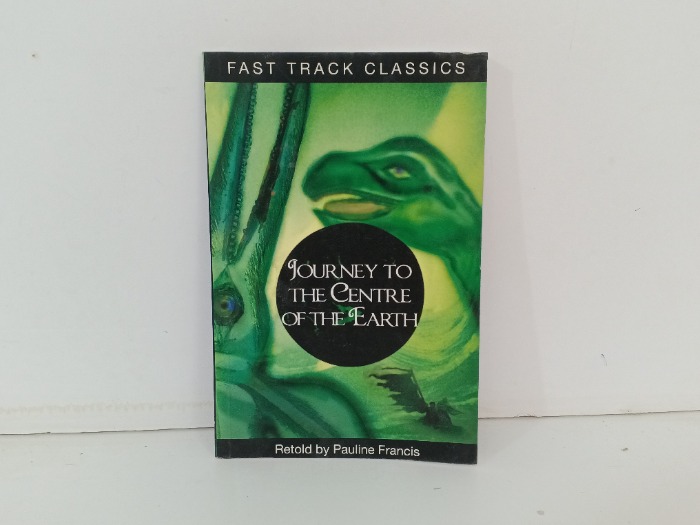 FAST TRACK CLASSICS
JOURNEY TO
THE CENTRE
OF THE EARTH
Retold by Pauline Francis